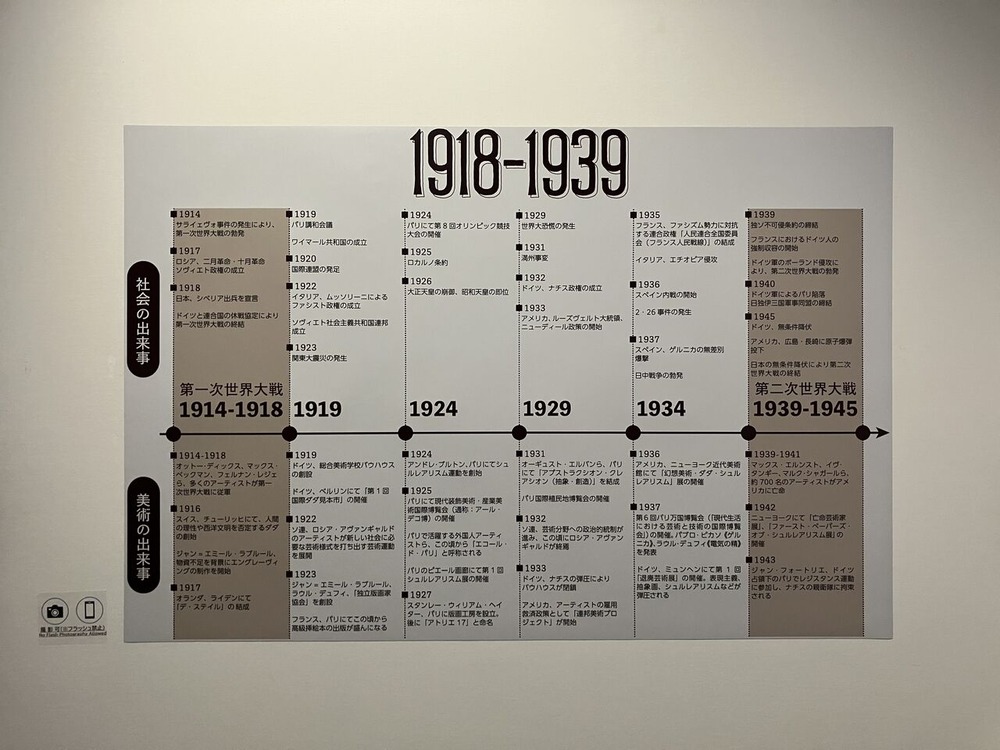 1918-1939
社会の出来事
1914
サライェヴォ事件の発生により、
第一次世界大戦の勃発
1917
ロシア、二月革命・十月革命
ソヴィエト政権の成立
1918
日本、シベリア出兵を宣言
ドイツと連合国の休戦協定により
第一次世界大戦の終結
第一次世界大戦
1914-1918
1919
パリ講和会議
ワイマール共和国の成立
1920
国際連盟の発足
1922
イタリア、ムッソリーニによる
ファシスト政権の成立
ソヴィエト社会主義共和国連邦
成立
1923
関東大震災の発生
1919
1924
パリにて第8回オリンピック競技
大会の開催
1925
ロカルノ条約
1926
大正天皇の崩御、昭和天皇の即位
1924
1929
世界大恐慌の発生
1931
満州事変
1932
ドイツ、ナチス政権の成立
1933
アメリカ、ルーズヴェルト大統領、
ニューディール政策の開始
1929
1935
フランス、ファシズム勢力に対抗
する連合政権「人民連合全国委員
会（フランス人民戦線）」の結成
イタリア、エチオピア侵攻
1936
スペイン内戦の開始
2・26事件の発生
1937
スペイン、ゲルニカの無差別
爆撃
日中戦争の勃発
1934
1939
独ソ不可侵条約の締結
フランスにおけるドイツ人の
強制収容の開始
ドイツ軍のポーランド侵攻に
より、第二次世界大戦の勃発
1940
ドイツ軍によるパリ陥落
日独伊三国軍事同盟の締結
1945
ドイツ、無条件降伏
アメリカ、広島・長崎に原子爆弾
投下
日本の無条件降伏により第二次
世界大戦の終結
第二次世界大戦
1939-1945
美術の出来事
1914-1918
オットー・ディックス、マックス・
ベックマン、フェルナン・レジェ
ら、多くのアーティストが第一
次世界大戦に従軍
1916
スイス、チューリッヒにて、人間
の理性や西洋文明を否定するダダ
の創始
ジャン＝エミール・ラブルール、
物資不足を背景にエングレーヴィ
ングの制作を開始
1917
オランダ、ライデンにて
「デ・ステイル」の結成
1919
ドイツ、総合美術学校バウハウス
の創設
ドイツ、ベルリンにて「第1回
国際ダダ見本市」の開催
1922
ソ連、ロシア・アヴァンギャルド
のアーティストが新しい社会に必
要な芸術様式を打ち出す芸術運動
を展開
1923
ジャン＝エミール・ラブルール、
ラウル・デュフィ、「独立版画家
協会」を創設
フランス、パリにてこの頃から
高級挿絵本の出版が盛んになる
1924
アンドレ・ブルトン、パリにてシュ
ルレアリスム運動を創始
1925
パリにて現代装飾美術・産業美
術国際博覧会（通称：アール・
デコ博）の開催
パリで活躍する外国人アーティ
ストら、この頃から「エコール・
ド・パリ」と呼称される
パリのピエール画廊にて第1回
シュルレアリスム展の開催
1927
スタンレー・ウィリアム・ヘイ
ター、パリに版画工房を設立。
後に「アトリエ17」と命名
1931
オーギュスト・エルバンら、パリ
にて「アプストラクシオン・クレ
アシオン（抽象・創造）」を結成
パリ国際植民地博覧会の開催
1932
ソ連、芸術分野への政治的統制が
進み、この頃にロシア・アヴァン
ギャルドが終焉
1933
ドイツ、ナチスの弾圧により
バウハウスが閉鎖
アメリカ、アーティストの雇用
救済政策として「連邦美術プロ
ジェクト」が開始
1936
アメリカ、ニューヨーク近代美術
館にて「幻想美術・ダダ・シュル
レアリスム」展の開催
1937
第6回パリ万国博覧会（「現代生活
における芸術と技術の国際博覧
会」）の開催。パブロ・ピカソ《ゲル
ニカ》、ラウル・デュフィ《電気の精》
を発表
ドイツ、ミュンヘンにて第1回
「退廃芸術展」の開催。表現主義、
抽象画、シュルレアリスムなどが
弾圧される
1939-1941
マックス・エルンスト、イヴ・
タンギー、マルク・シャガールら、
約700名のアーティストがアメ
リカに亡命
1942
ニューヨークにて「亡命芸術家
展」、「ファースト・ペーパーズ・
オブ・シュルレアリスム展」の
開催
1943
ジャン・フォートリエ、ドイツ
占領下のパリでレジスタンス運動
に参加し、ナチスの親衛隊に拘束
される
撮影可（※フラッシュ禁止）
No Flash Photography Allowed